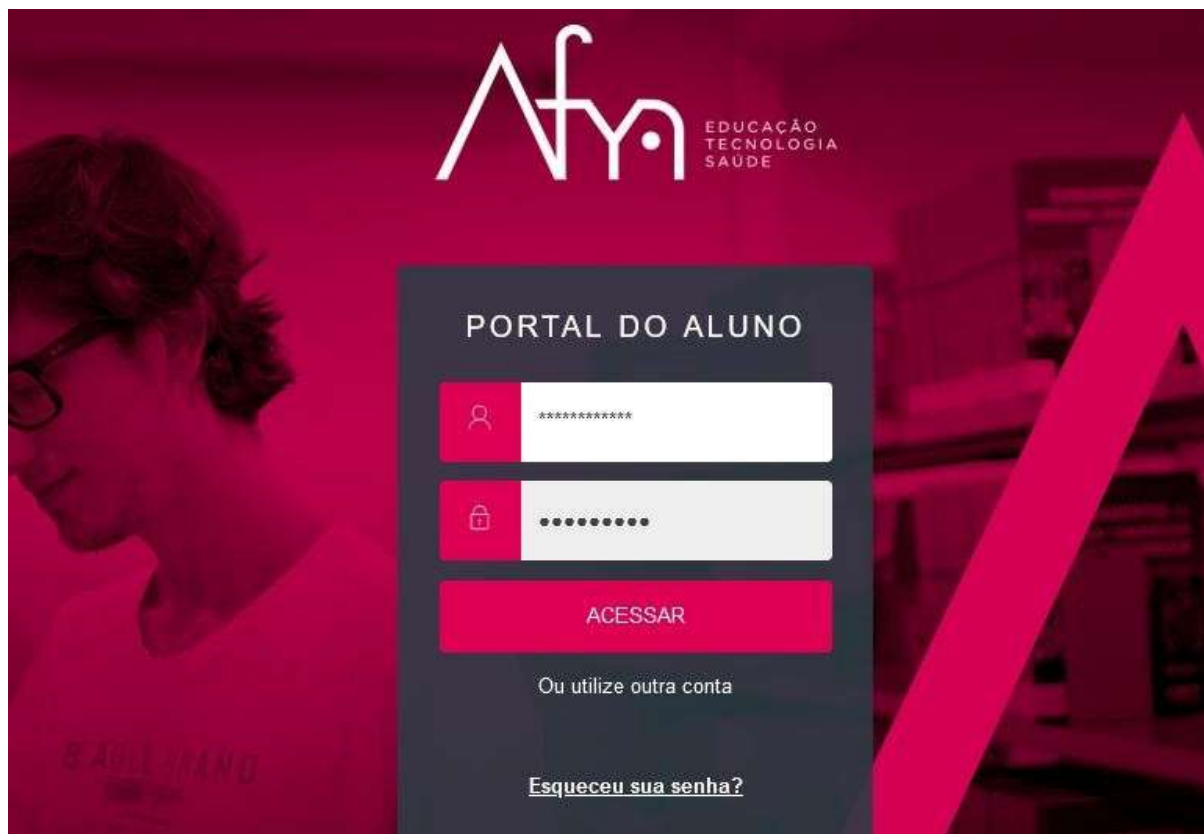 Afya
EDUCAÇÃO
TECNOLOGIA
SAÚDE
PORTAL DO ALUNO
************
•••••••••
ACESSAR
Ou utilize outra conta
Esqueceu sua senha?